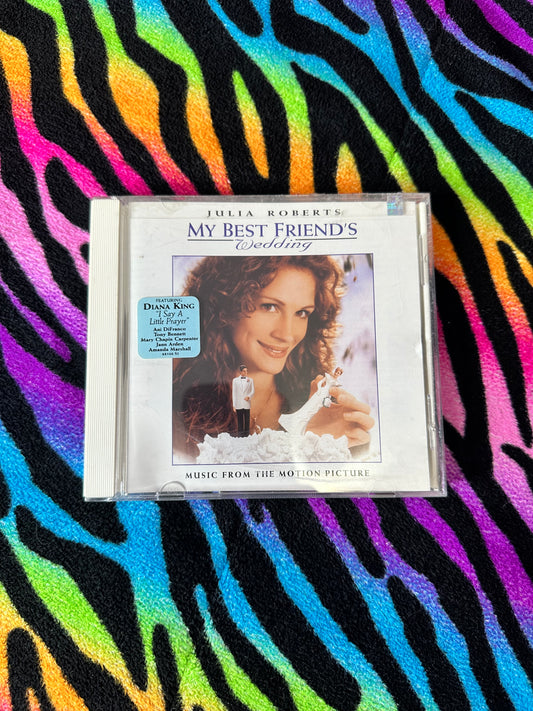 JULIA ROBERTS
MY BEST FRIEND'S
Wedding
FEATURING:
DIANA KING
"I Say A
Little Prayer"
Ani DiFranco
Tony Bennett
Mary Chapin Carpenter
Jann Arden
Amanda Marshall
MUSIC FROM THE MOTION PICTURE